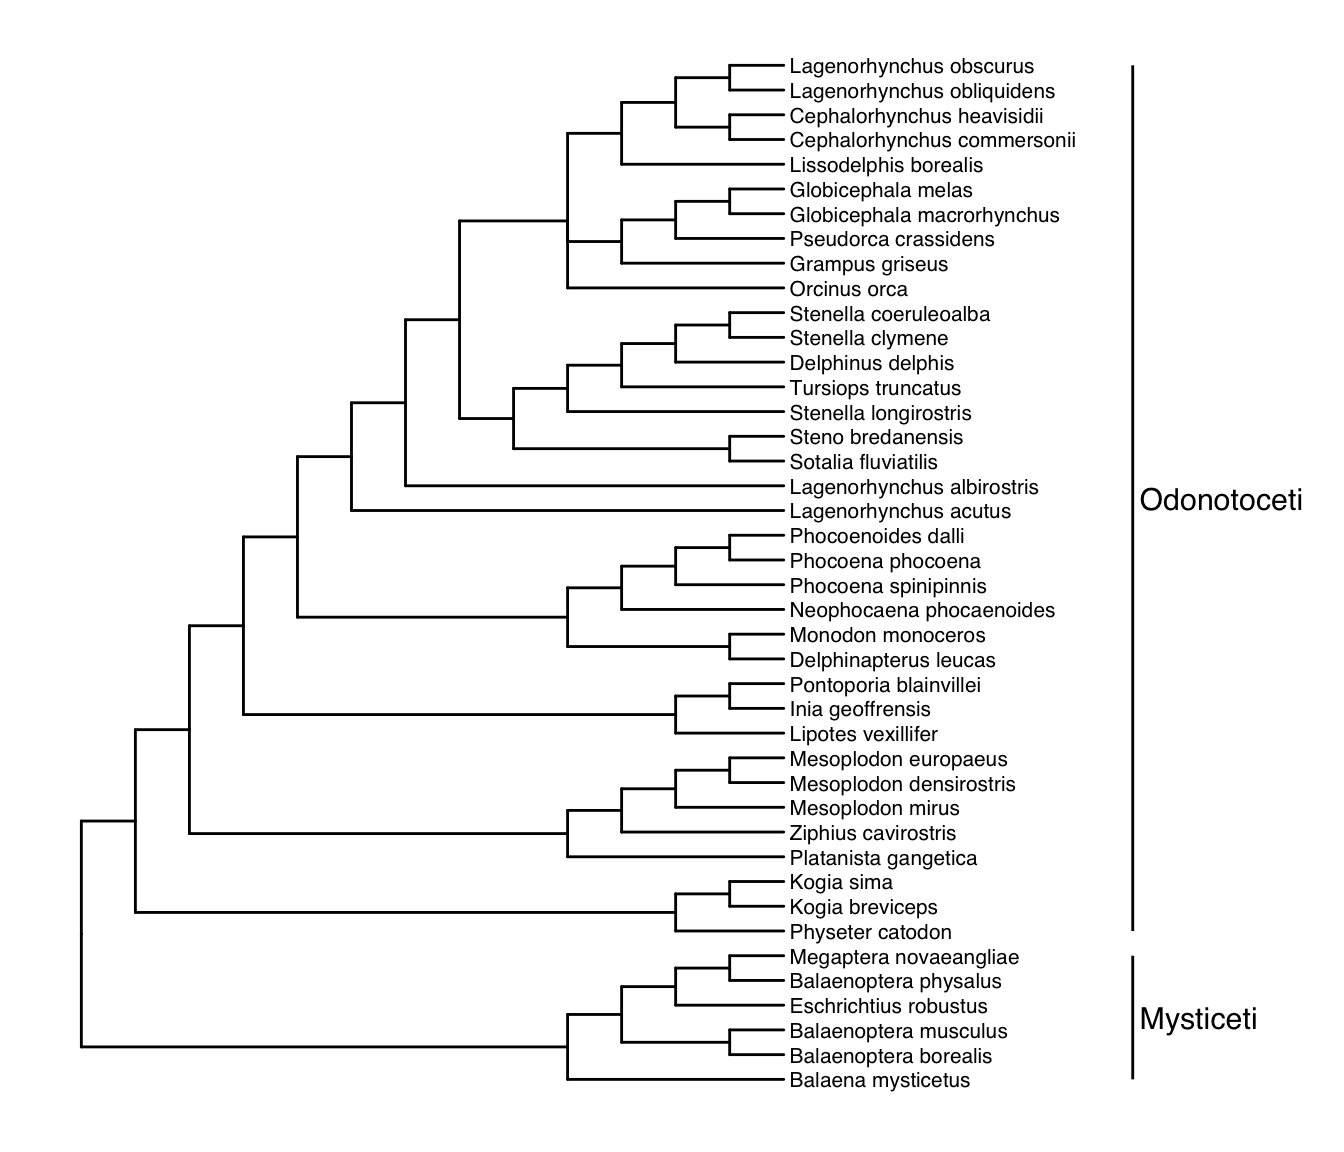 Lagenorhynchus obscurus
Lagenorhynchus obliquidens
Cephalorhynchus heavisidii
Cephalorhynchus commersonii
Lissodelphis borealis
Globicephala melas
Globicephala macrorhynchus
Pseudorca crassidens
Grampus griseus
Orcinus orca
Stenella coeruleoalba
Stenella clymene
Delphinus delphis
Tursiops truncatus
Stenella longirostris
Steno bredanensis
Sotalia fluviatilis
Lagenorhynchus albirostris
Lagenorhynchus acutus
Phocoenoides dalli
Phocoena phocoena
Phocoena spinipinnis
Neophocaena phocaenoides
Monodon monoceros
Delphinapterus leucas
Pontoporia blainvillei
Inia geoffrensis
Lipotes vexillifer
Mesoplodon europaeus
Mesoplodon densirostris
Mesoplodon mirus
Ziphius cavirostris
Platanista gangetica
Kogia sima
Kogia breviceps
Physeter catodon
Odonotoceti
Megaptera novaeangliae
Balaenoptera physalus
Eschrichtius robustus
Balaenoptera musculus
Balaenoptera borealis
Balaena mysticetus
Mysticeti